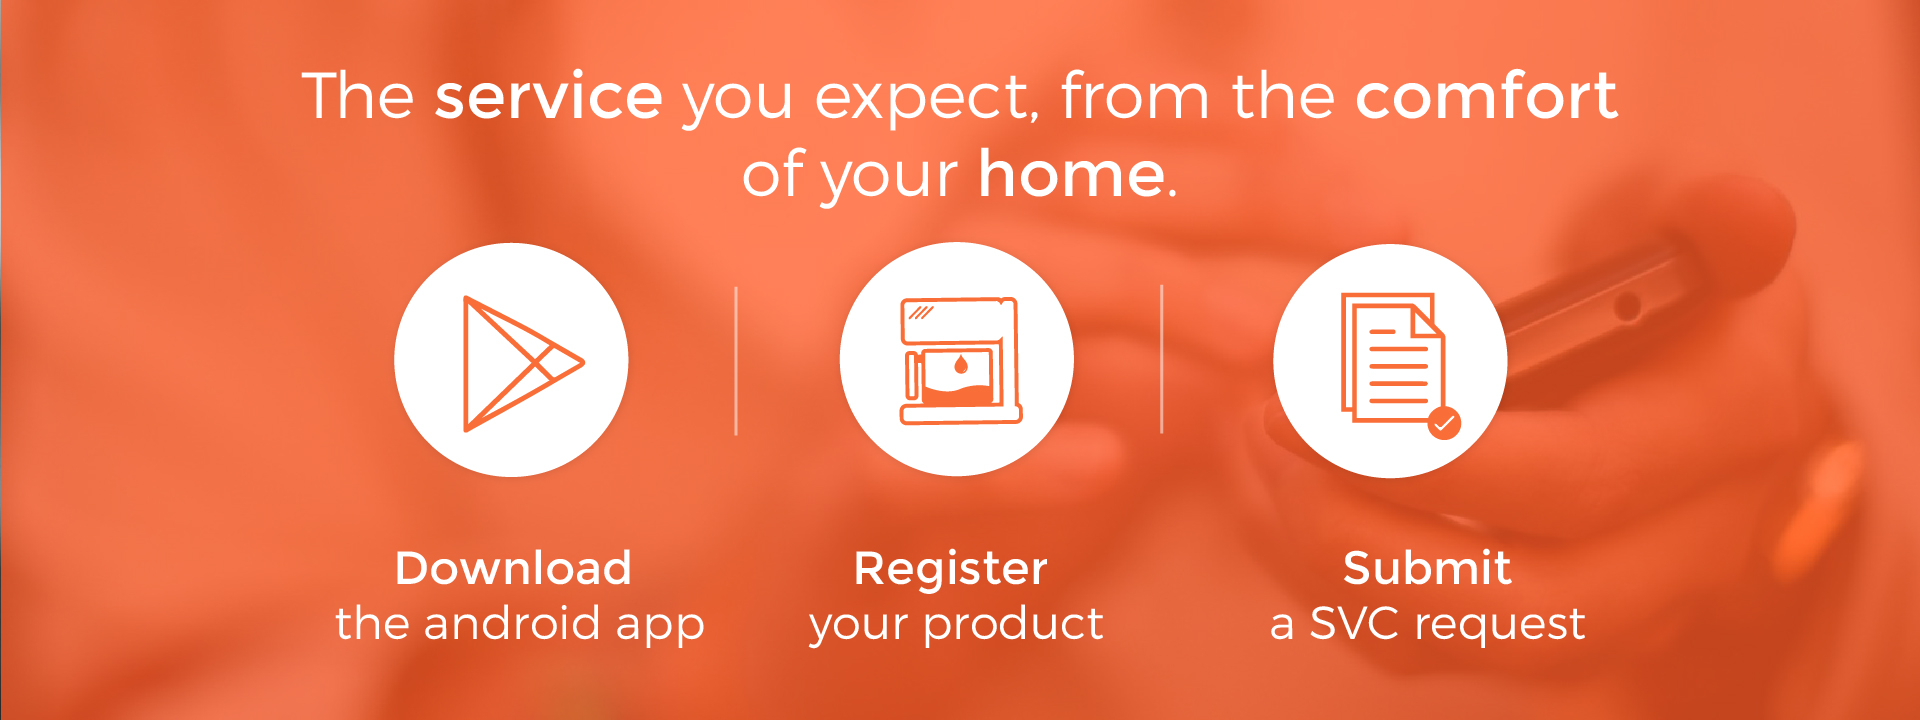 The service you expect, from the comfort
of your home.
Download
the android app
Register
your product
Submit
a SVC request